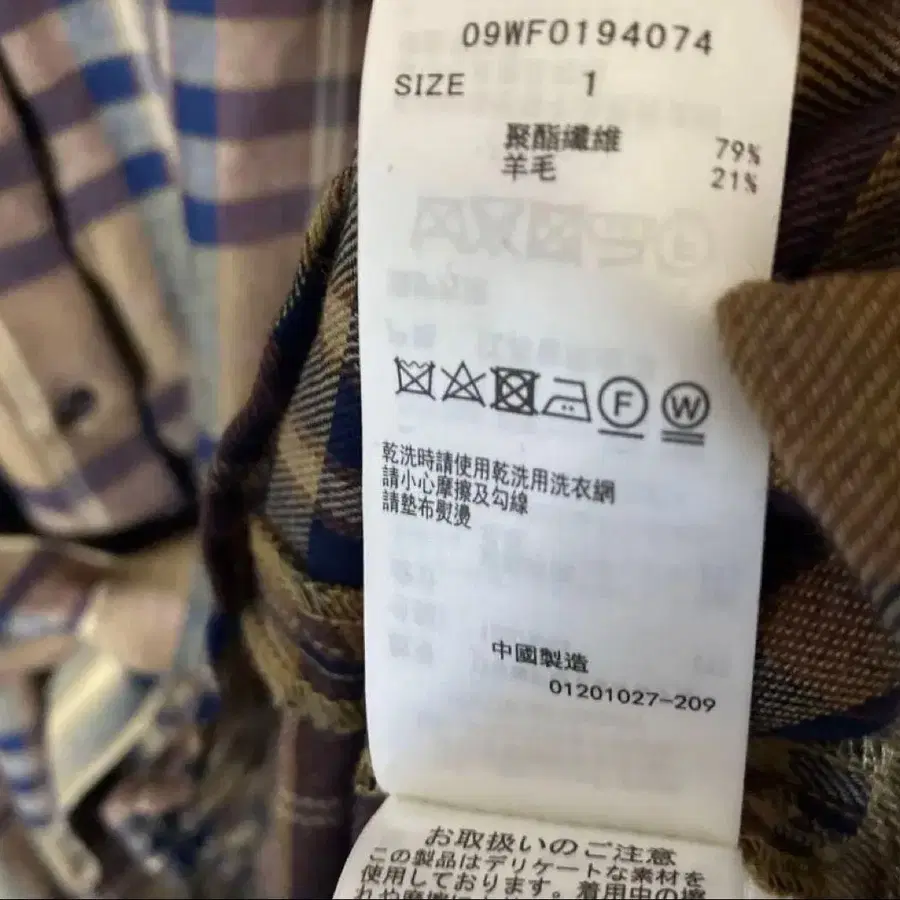 09WF0194074
SIZE 1
聚酯纖維 79%
羊毛 21%
F W
乾洗時請使用乾洗用洗衣網
請小心摩擦及勾線
請墊布熨燙
中國製造
01201027-209
お取扱いのご注意
この製品はデリケートな素材を
使用しております。着用中の擦